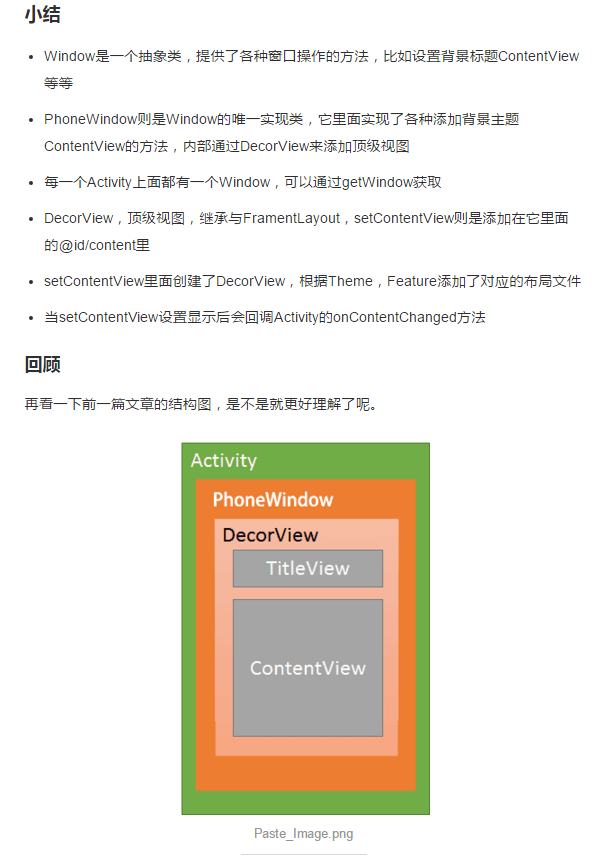 小结
Window是一个抽象类，提供了各种窗口操作的方法，比如设置背景标题ContentView
等等
PhoneWindow则是Window的唯一实现类，它里面实现了各种添加背景主题
ContentView的方法，内部通过DecorView来添加顶级视图
每一个Activity上面都有一个Window，可以通过getWindow获取
DecorView，顶级视图，继承与FramentLayout，setContentView则是添加在它里面
的@id/content里
setContentView里面创建了DecorView，根据Theme，Feature添加了对应的布局文件
当setContentView设置显示后会回调Activity的onContentChanged方法
回顾
再看一下前一篇文章的结构图，是不是就更好理解了呢。
Activity
PhoneWindow
DecorView
TitleView
ContentView
Paste_Image.png